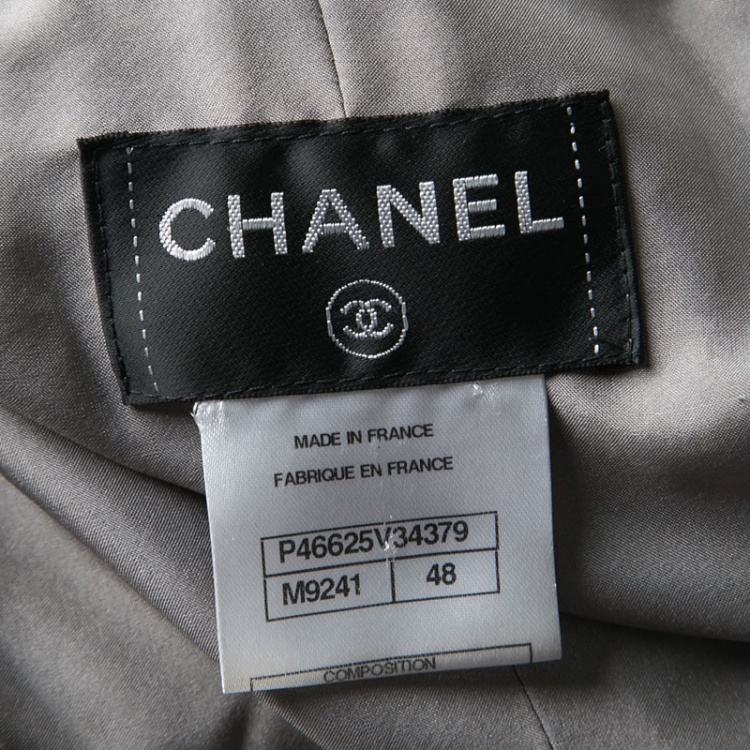 CHANEL
MADE IN FRANCE
FABRIQUE EN FRANCE
P46625V34379
M9241 48
COMPOSITION